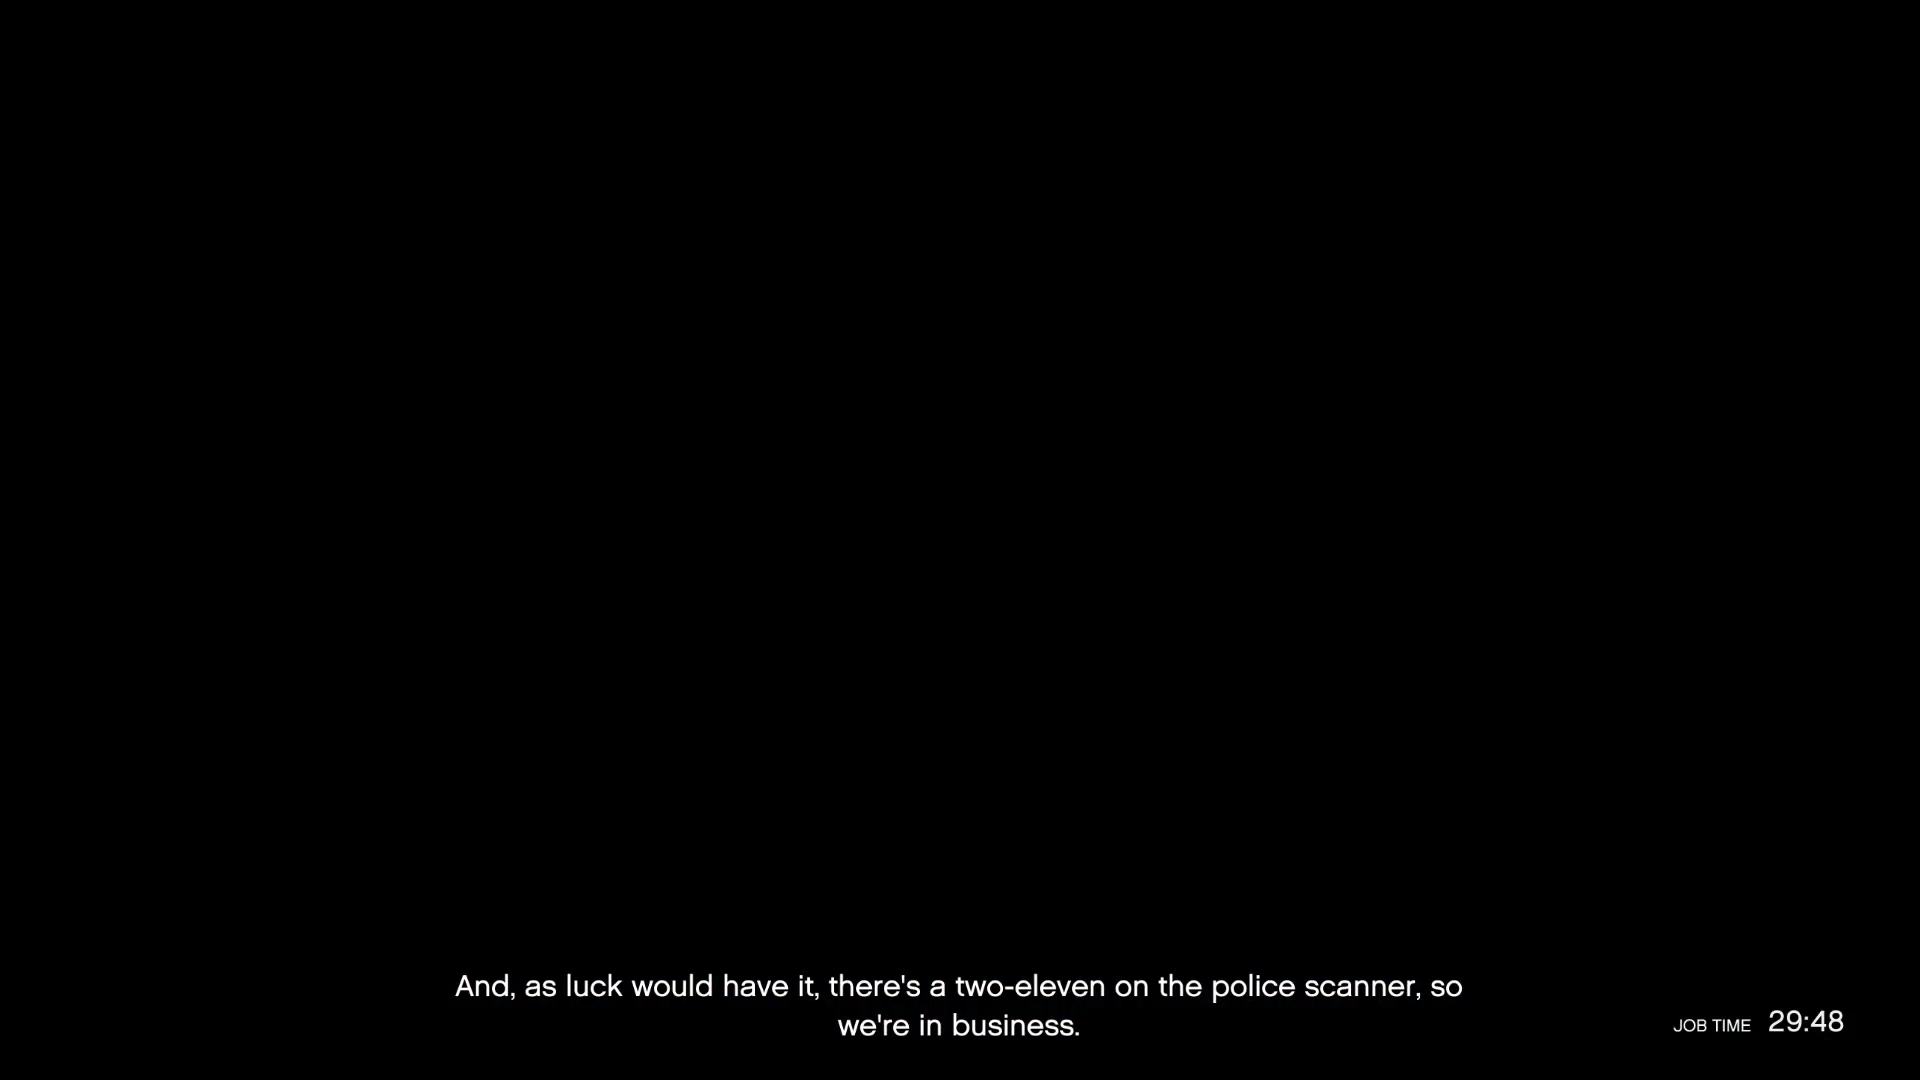 And, as luck would have it, there's a two-eleven on the police scanner, so
we're in business.
JOB TIME 29:48